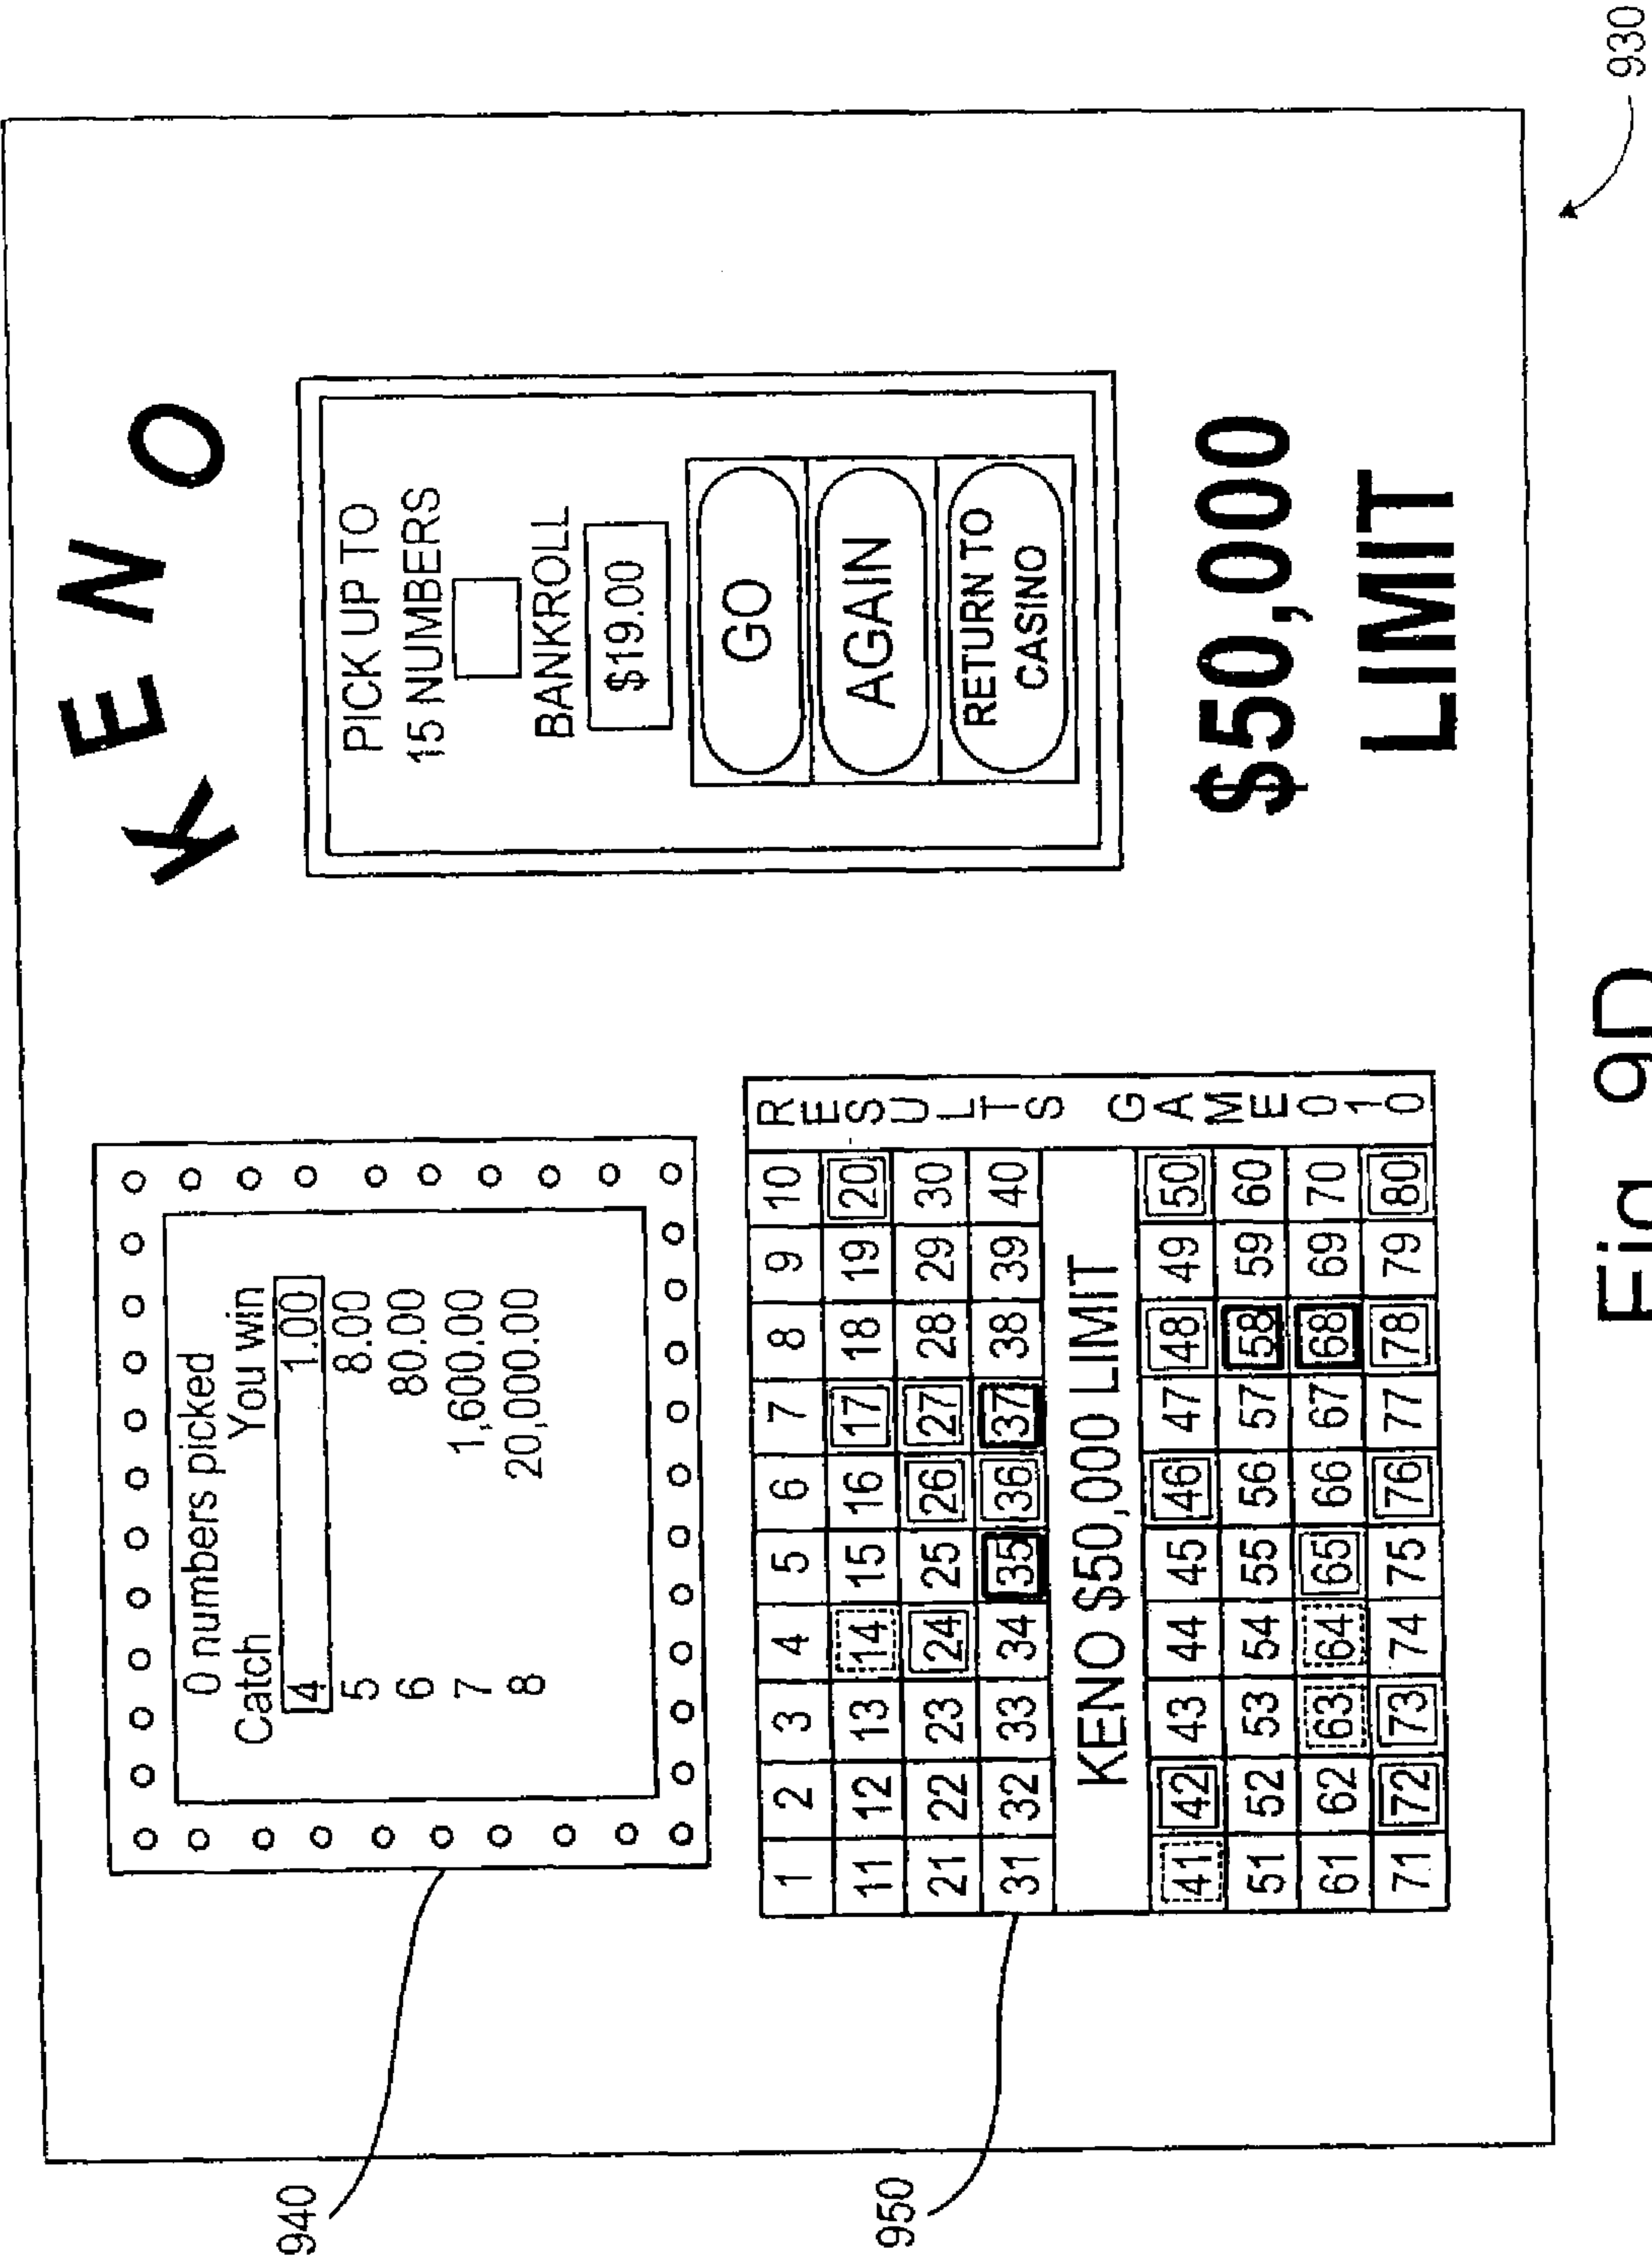 K E N O
0 numbers picked
Catch You win
4 1.00
5 8.00
6 80.00
7 1,600.00
8 20,000.00
940
PICK UP TO
15 NUMBERS
BANKROLL
$19.00
GO
AGAIN
RETURN TO
CASINO
1 2 3 4 5 6 7 8 9 10
11 12 13 14 15 16 17 18 19 20
21 22 23 24 25 26 27 28 29 30
31 32 33 34 35 36 37 38 39 40
KENO $50,000 LIMIT
41 42 43 44 45 46 47 48 49 50
51 52 53 54 55 56 57 58 59 60
61 62 63 64 65 66 67 68 69 70
71 72 73 74 75 76 77 78 79 80
RESULTS GAME 010
950
$50,000
LIMIT
930
Fig 9D